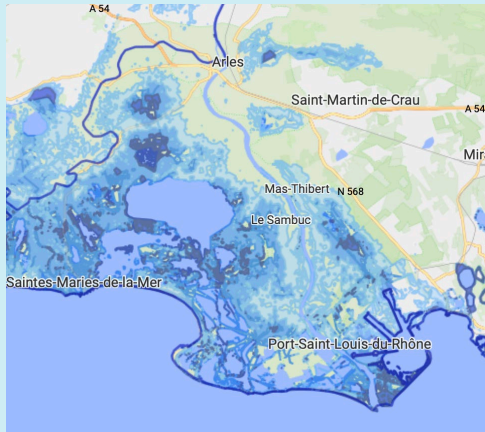 A 54
Arles
Saint-Martin-de-Crau
A 54
Mas-Thibert
N 568
Le Sambuc
Saintes-Maries-de-la-Mer
Port-Saint-Louis-du-Rhône